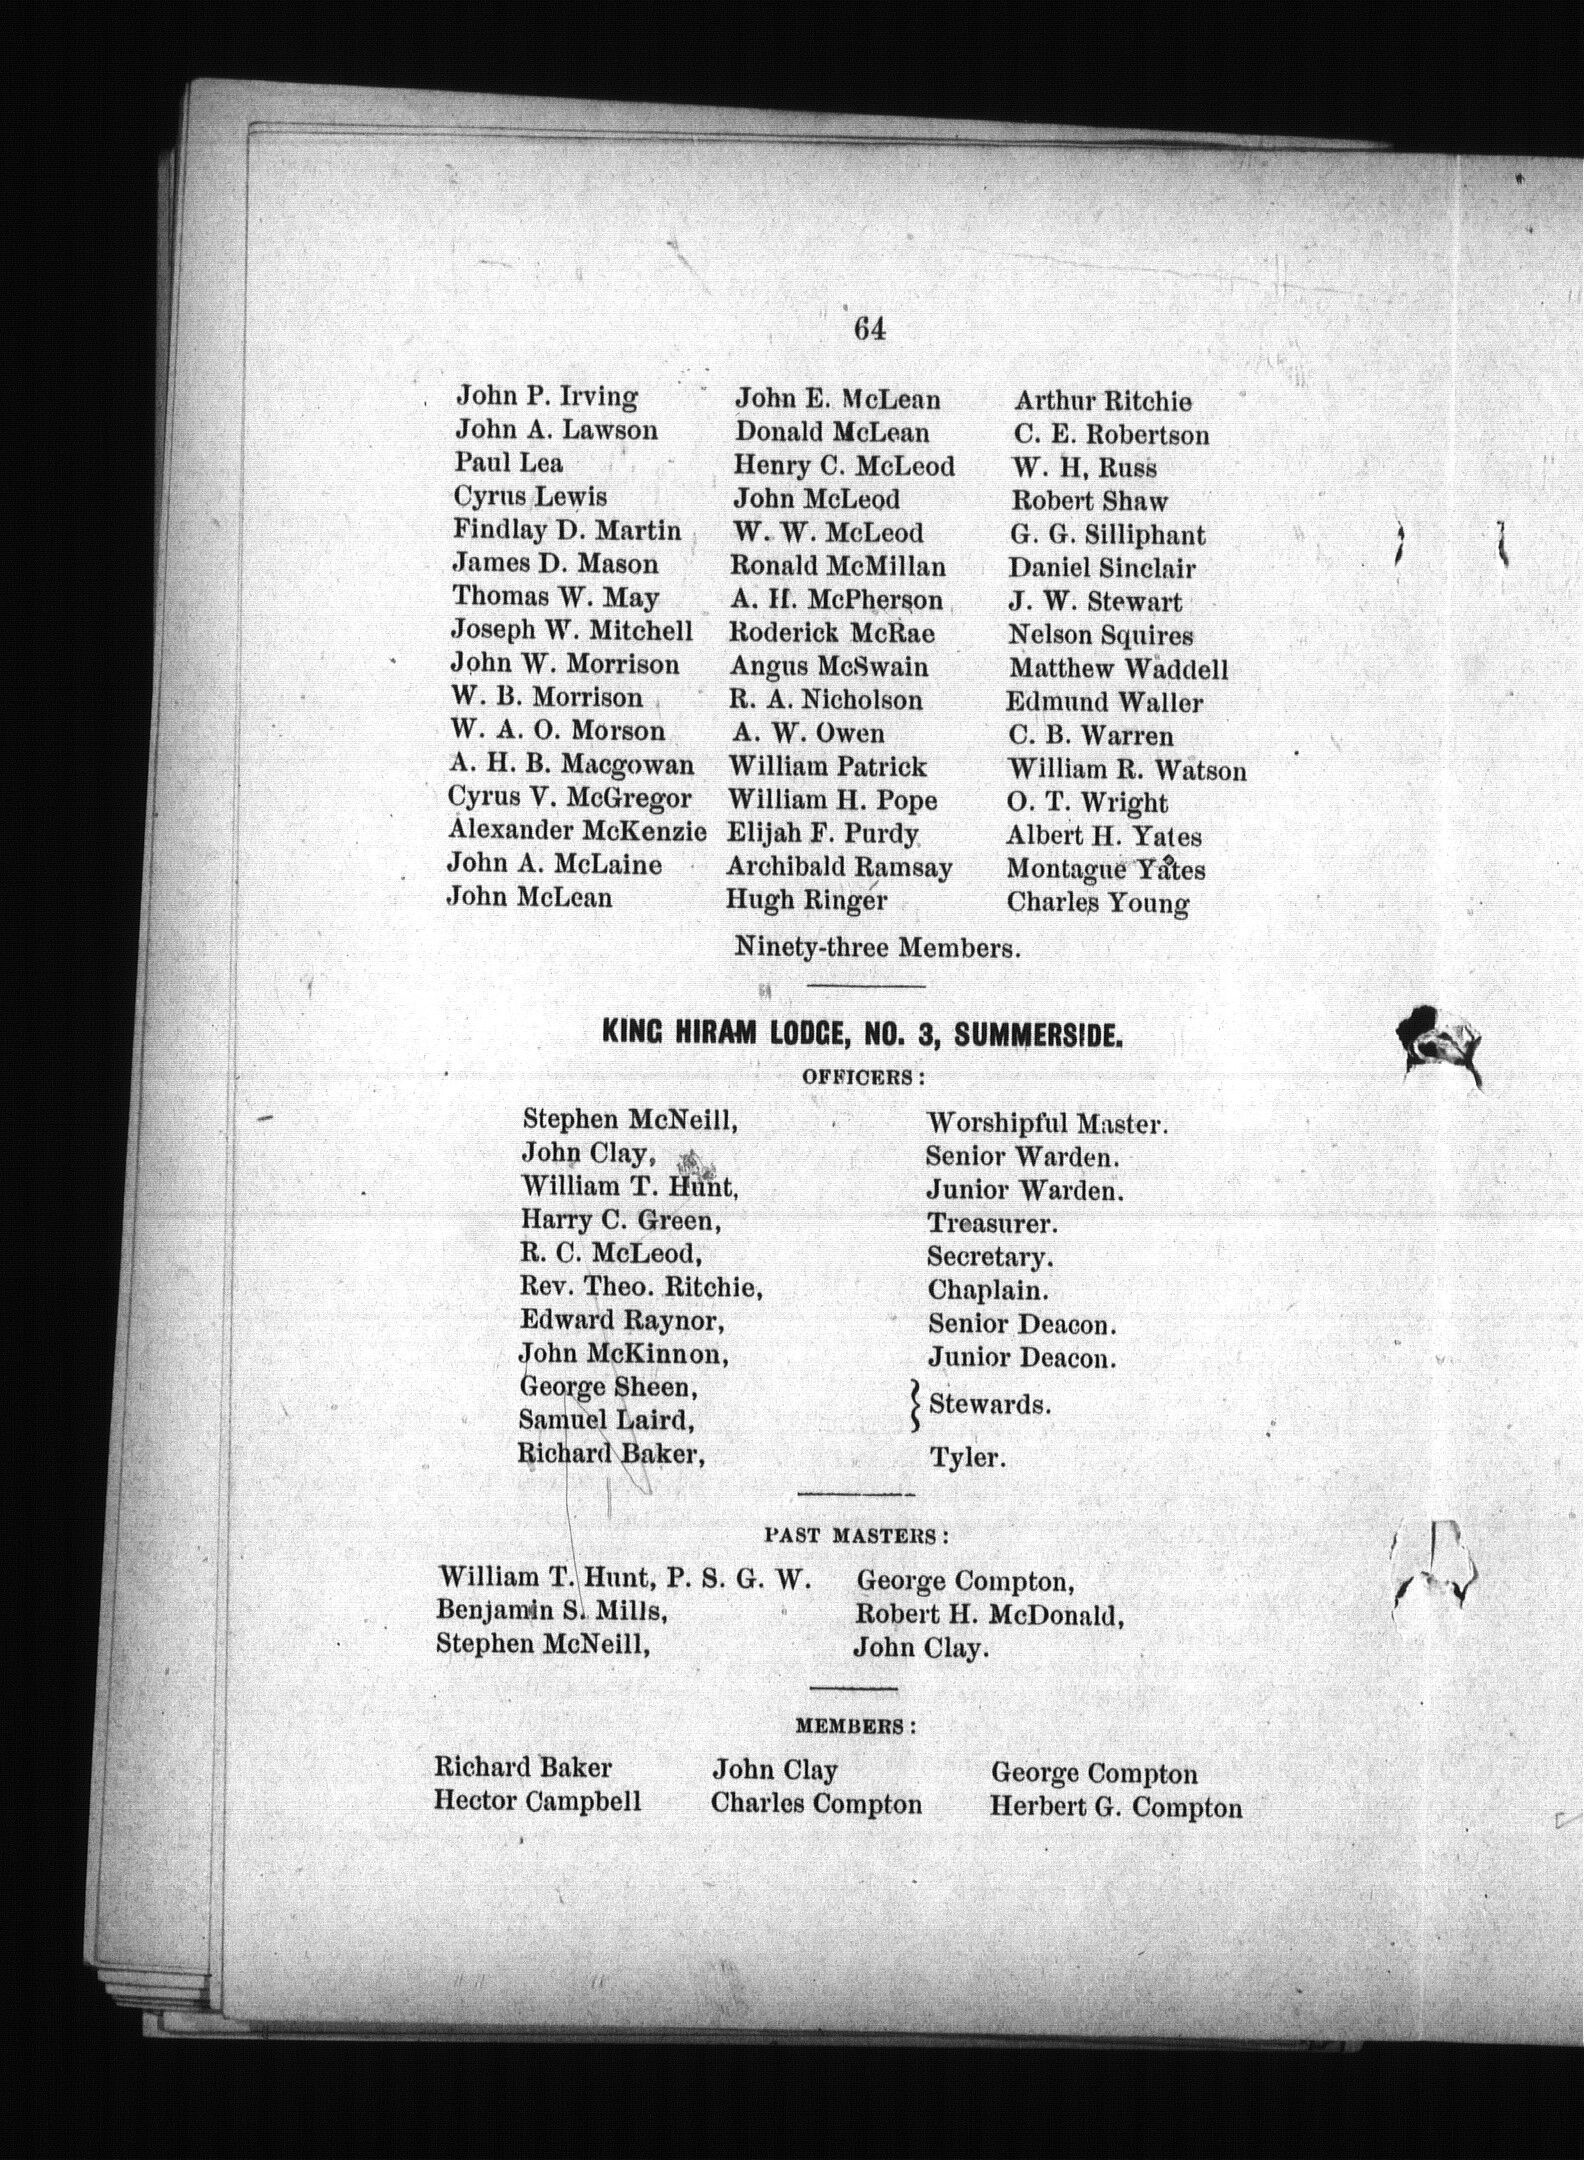 64
John P. Irving John E. McLean Arthur Ritchie
John A. Lawson Donald McLean C. E. Robertson
Paul Lea Henry C. McLeod W. H, Russ
Cyrus Lewis John McLeod Robert Shaw
Findlay D. Martin W. W. McLeod G. G. Silliphant
James D. Mason Ronald McMillan Daniel Sinclair
Thomas W. May A. H. McPherson J. W. Stewart
Joseph W. Mitchell Roderick McRae Nelson Squires
John W. Morrison Angus McSwain Matthew Waddell
W. B. Morrison R. A. Nicholson Edmund Waller
W. A. O. Morson A. W. Owen C. B. Warren
A. H. B. Macgowan William Patrick William R. Watson
Cyrus V. McGregor William H. Pope O. T. Wright
Alexander McKenzie Elijah F. Purdy Albert H. Yates
John A. McLaine Archibald Ramsay Montague Yates
John McLean Hugh Ringer Charles Young
Ninety-three Members.
KING HIRAM LODGE, NO. 3, SUMMERSIDE.
OFFICERS:
Stephen McNeill, Worshipful Master.
John Clay, Senior Warden.
William T. Hunt, Junior Warden.
Harry C. Green, Treasurer.
R. C. McLeod, Secretary.
Rev. Theo. Ritchie, Chaplain.
Edward Raynor, Senior Deacon.
John McKinnon, Junior Deacon.
George Sheen,
Samuel Laird, } Stewards.
Richard Baker, Tyler.
PAST MASTERS:
William T. Hunt, P. S. G. W. George Compton,
Benjamin S. Mills, Robert H. McDonald,
Stephen McNeill, John Clay.
MEMBERS:
Richard Baker John Clay George Compton
Hector Campbell Charles Compton Herbert G. Compton